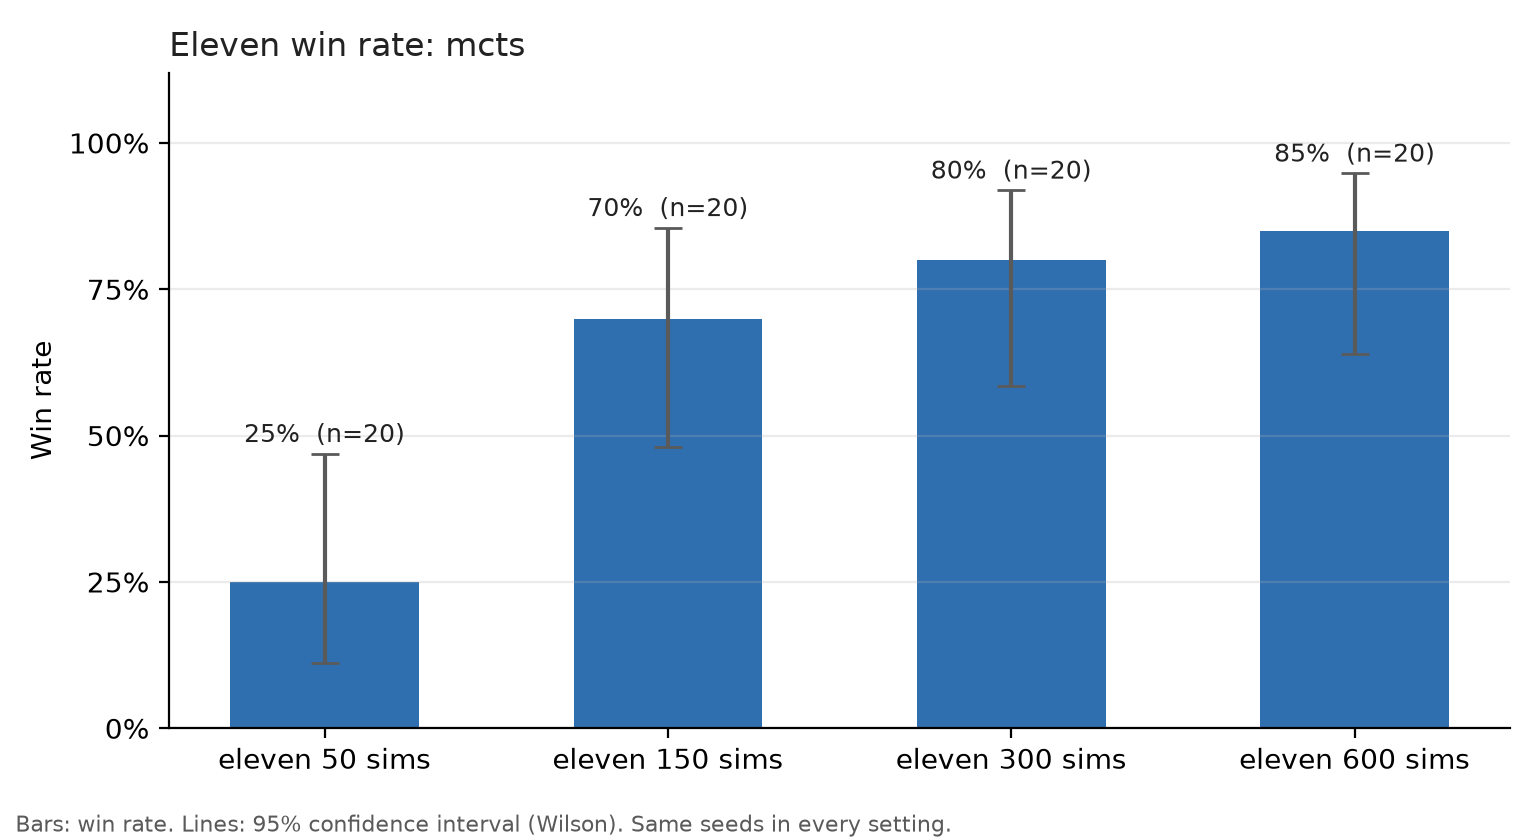 Eleven win rate: mcts
100%
75%
50%
25%
0%
Win rate
25% (n=20)
70% (n=20)
80% (n=20)
85% (n=20)
eleven 50 sims
eleven 150 sims
eleven 300 sims
eleven 600 sims
Bars: win rate. Lines: 95% confidence interval (Wilson). Same seeds in every setting.